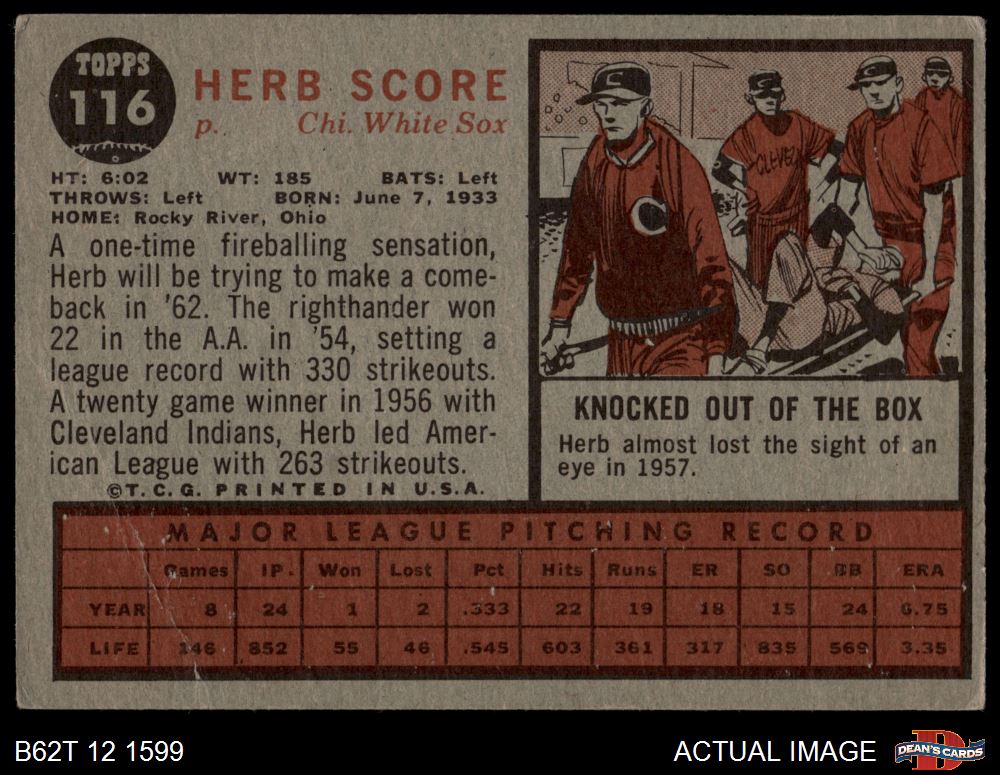 TOPPS
116
HERB SCORE
p. Chi. White Sox
HT: 6:02 WT: 185 BATS: Left
THROWS: Left BORN: June 7, 1933
HOME: Rocky River, Ohio
A one-time fireballing sensation,
Herb will be trying to make a come-
back in '62. The righthander won
22 in the A.A. in '54, setting a
league record with 330 strikeouts.
A twenty game winner in 1956 with
Cleveland Indians, Herb led Amer-
ican League with 263 strikeouts.
©T.C.G. PRINTED IN U.S.A.
C
C
CLEVE
KNOCKED OUT OF THE BOX
Herb almost lost the sight of an
eye in 1957.
MAJOR LEAGUE PITCHING RECORD
Games IP. Won Lost Pct Hits Runs ER SO BB ERA
YEAR 8 24 1 2 .333 22 19 18 15 24 6.75
LIFE 146 852 55 46 .545 603 361 317 835 569 3.35
B62T 12 1599
ACTUAL IMAGE
D
DEAN'S CARDS